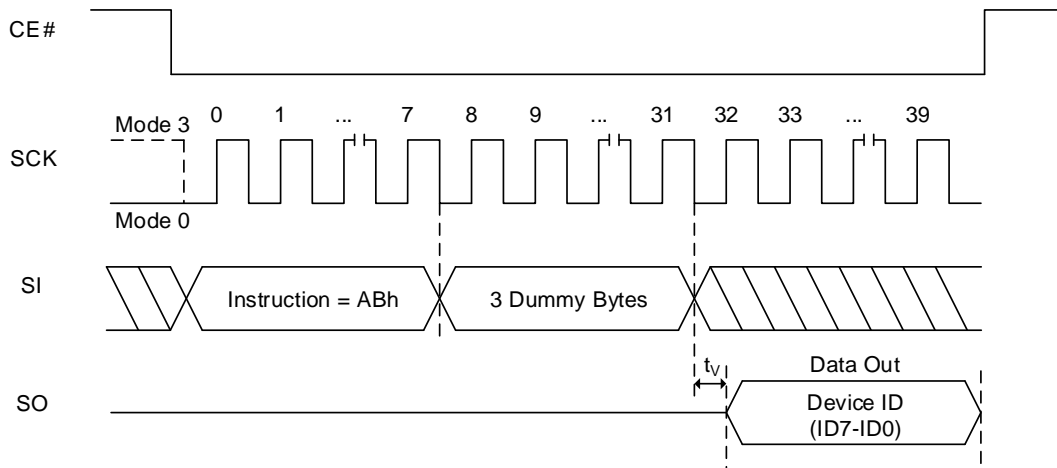 CE#
0 1 ... 7 8 9 ... 31 32 33 ... 39
Mode 3
SCK
Mode 0
SI
Instruction = ABh
3 Dummy Bytes
tV
Data Out
SO
Device ID
(ID7-ID0)